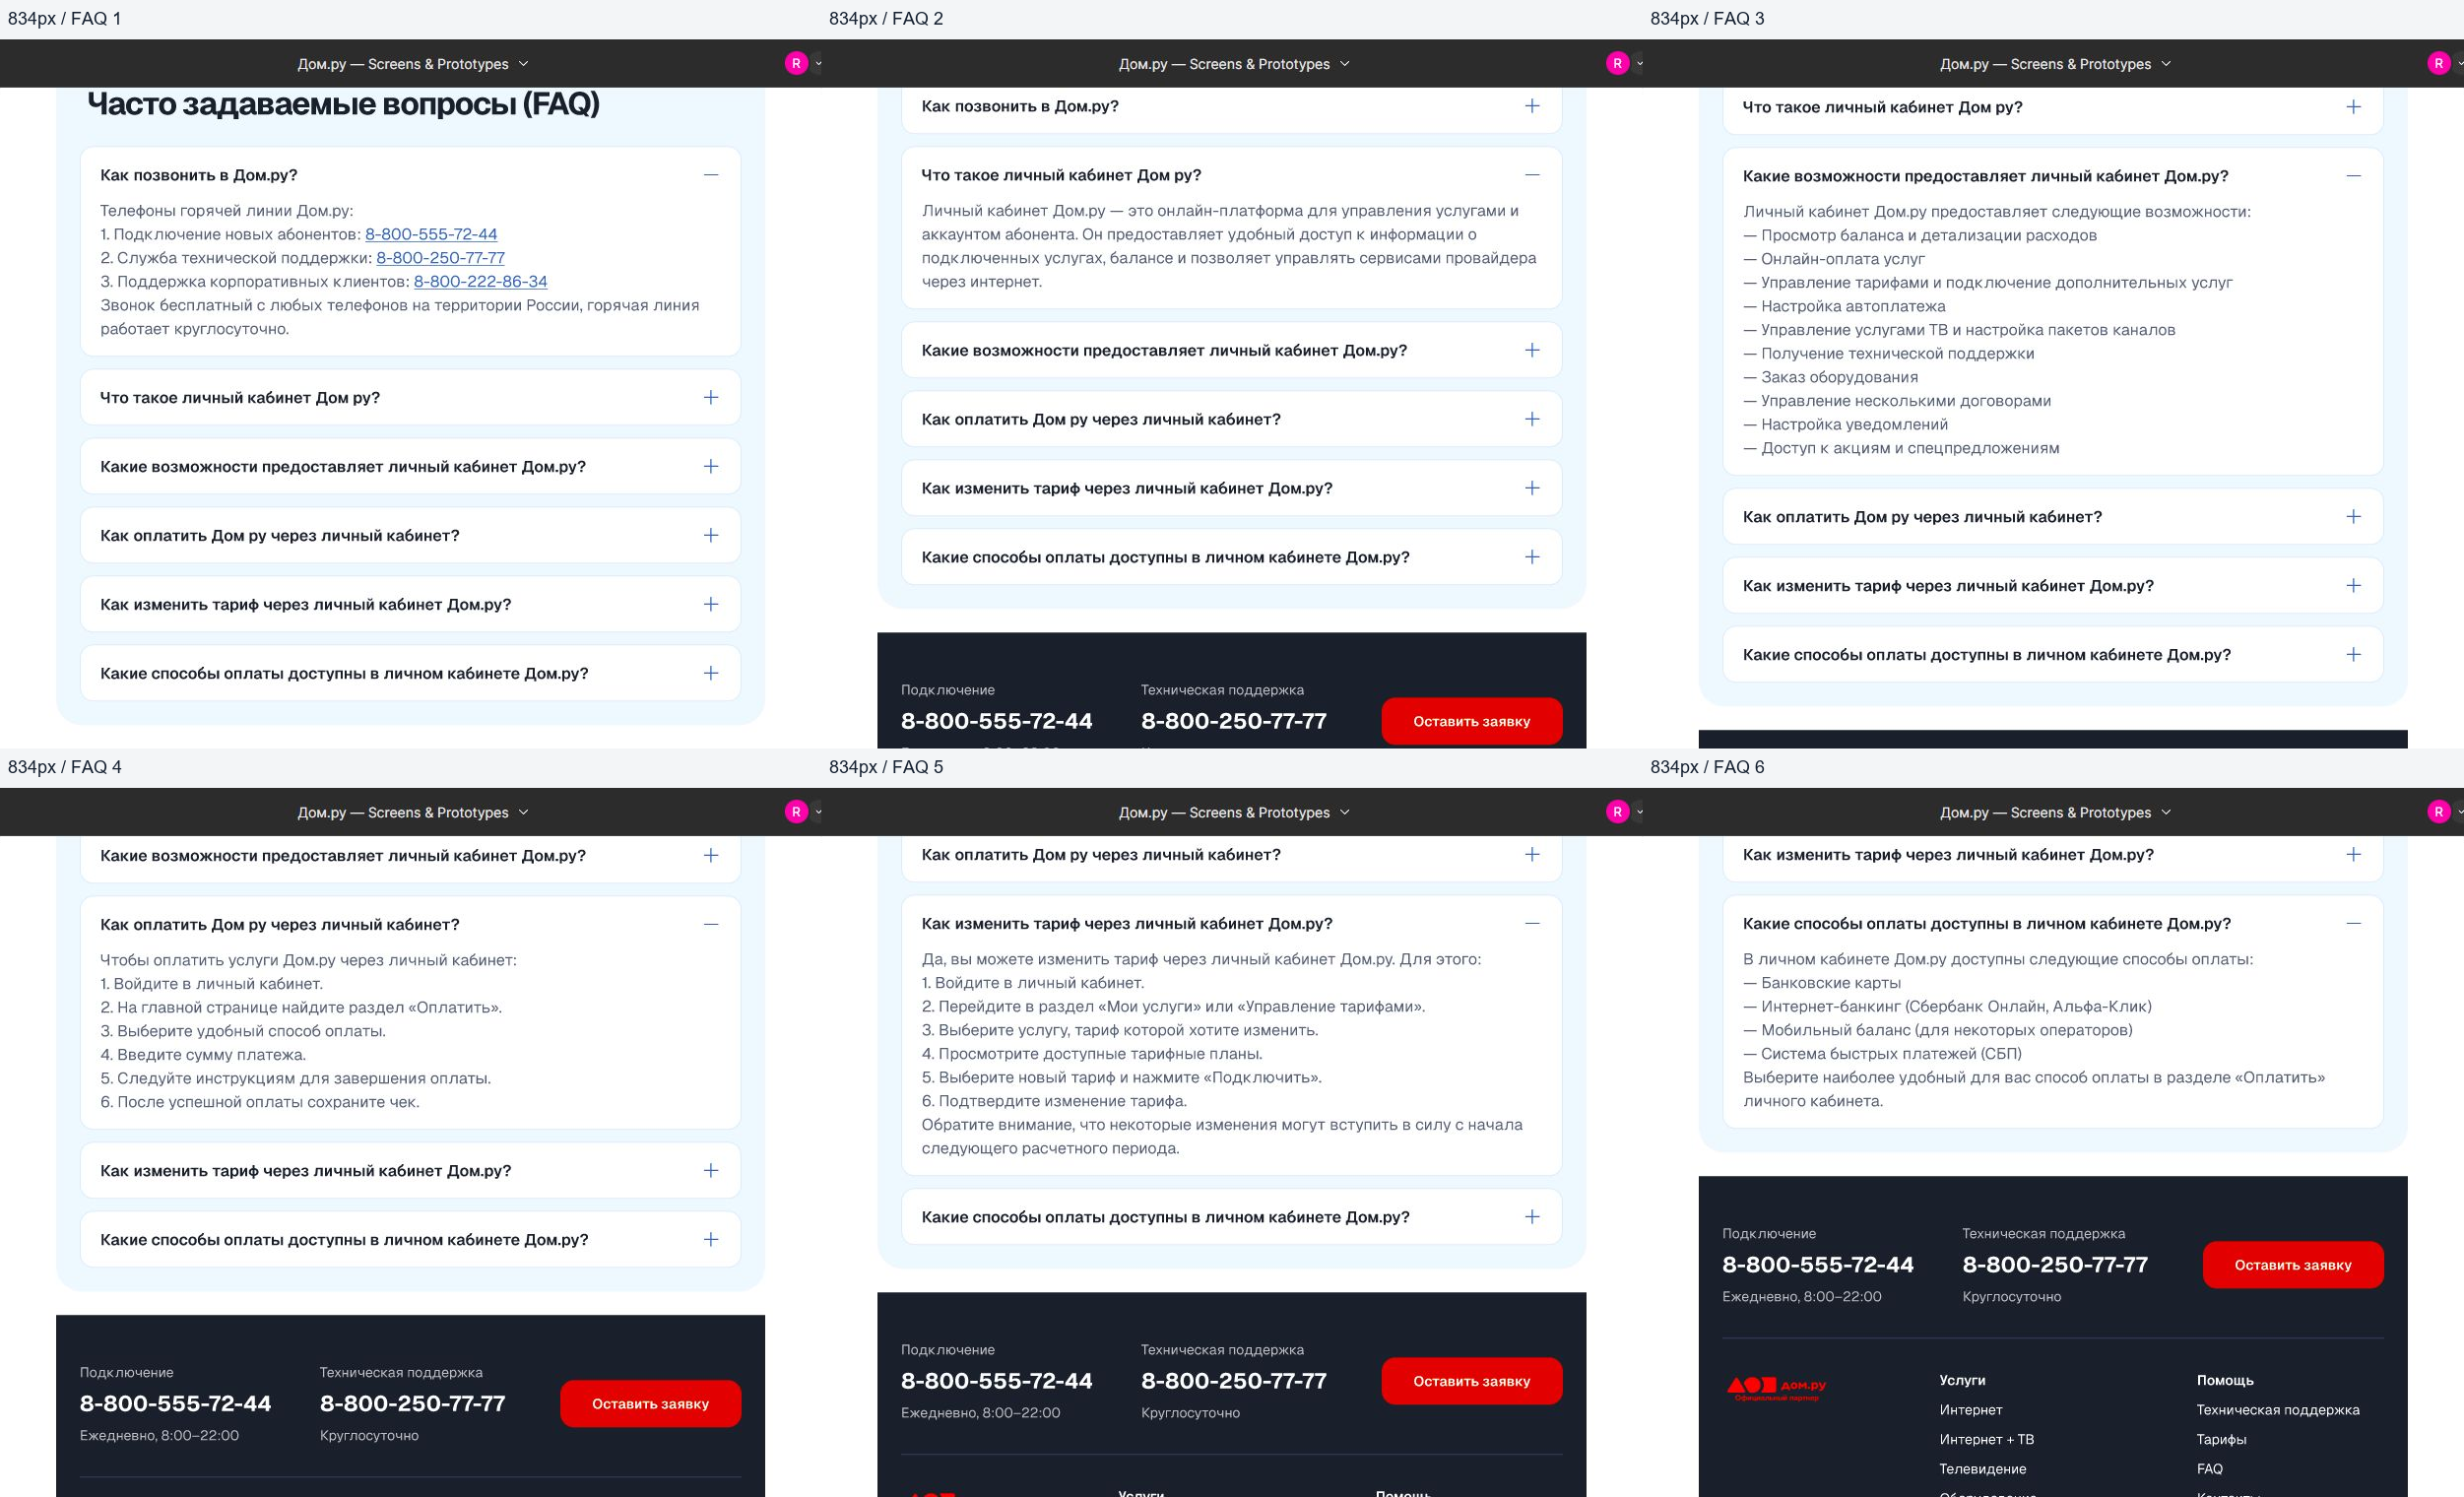 834px / FAQ 1
Дом.ру — Screens & Prototypes
R
Часто задаваемые вопросы (FAQ)
Как позвонить в Дом.ру?
Телефоны горячей линии Дом.ру:
1. Подключение новых абонентов: 8-800-555-72-44
2. Служба технической поддержки: 8-800-250-77-77
3. Поддержка корпоративных клиентов: 8-800-222-86-34
Звонок бесплатный с любых телефонов на территории России, горячая линия
работает круглосуточно.
Что такое личный кабинет Дом ру?
Какие возможности предоставляет личный кабинет Дом.ру?
Как оплатить Дом ру через личный кабинет?
Как изменить тариф через личный кабинет Дом.ру?
Какие способы оплаты доступны в личном кабинете Дом.ру?
834px / FAQ 2
Дом.ру — Screens & Prototypes
R
Как позвонить в Дом.ру?
Что такое личный кабинет Дом ру?
Личный кабинет Дом.ру — это онлайн-платформа для управления услугами и
аккаунтом абонента. Он предоставляет удобный доступ к информации о
подключенных услугах, балансе и позволяет управлять сервисами провайдера
через интернет.
Какие возможности предоставляет личный кабинет Дом.ру?
Как оплатить Дом ру через личный кабинет?
Как изменить тариф через личный кабинет Дом.ру?
Какие способы оплаты доступны в личном кабинете Дом.ру?
Подключение
8-800-555-72-44
Техническая поддержка
8-800-250-77-77
Оставить заявку
834px / FAQ 3
Дом.ру — Screens & Prototypes
R
Что такое личный кабинет Дом ру?
Какие возможности предоставляет личный кабинет Дом.ру?
Личный кабинет Дом.ру предоставляет следующие возможности:
— Просмотр баланса и детализации расходов
— Онлайн-оплата услуг
— Управление тарифами и подключение дополнительных услуг
— Настройка автоплатежа
— Управление услугами ТВ и настройка пакетов каналов
— Получение технической поддержки
— Заказ оборудования
— Управление несколькими договорами
— Настройка уведомлений
— Доступ к акциям и спецпредложениям
Как оплатить Дом ру через личный кабинет?
Как изменить тариф через личный кабинет Дом.ру?
Какие способы оплаты доступны в личном кабинете Дом.ру?
834px / FAQ 4
Дом.ру — Screens & Prototypes
R
Какие возможности предоставляет личный кабинет Дом.ру?
Как оплатить Дом ру через личный кабинет?
Чтобы оплатить услуги Дом.ру через личный кабинет:
1. Войдите в личный кабинет.
2. На главной странице найдите раздел «Оплатить».
3. Выберите удобный способ оплаты.
4. Введите сумму платежа.
5. Следуйте инструкциям для завершения оплаты.
6. После успешной оплаты сохраните чек.
Как изменить тариф через личный кабинет Дом.ру?
Какие способы оплаты доступны в личном кабинете Дом.ру?
Подключение
8-800-555-72-44
Ежедневно, 8:00–22:00
Техническая поддержка
8-800-250-77-77
Круглосуточно
Оставить заявку
834px / FAQ 5
Дом.ру — Screens & Prototypes
R
Как оплатить Дом ру через личный кабинет?
Как изменить тариф через личный кабинет Дом.ру?
Да, вы можете изменить тариф через личный кабинет Дом.ру. Для этого:
1. Войдите в личный кабинет.
2. Перейдите в раздел «Мои услуги» или «Управление тарифами».
3. Выберите услугу, тариф которой хотите изменить.
4. Просмотрите доступные тарифные планы.
5. Выберите новый тариф и нажмите «Подключить».
6. Подтвердите изменение тарифа.
Обратите внимание, что некоторые изменения могут вступить в силу с начала
следующего расчетного периода.
Какие способы оплаты доступны в личном кабинете Дом.ру?
Подключение
8-800-555-72-44
Ежедневно, 8:00–22:00
Техническая поддержка
8-800-250-77-77
Круглосуточно
Оставить заявку
Услуги
Помощь
834px / FAQ 6
Дом.ру — Screens & Prototypes
R
Как изменить тариф через личный кабинет Дом.ру?
Какие способы оплаты доступны в личном кабинете Дом.ру?
В личном кабинете Дом.ру доступны следующие способы оплаты:
— Банковские карты
— Интернет-банкинг (Сбербанк Онлайн, Альфа-Клик)
— Мобильный баланс (для некоторых операторов)
— Система быстрых платежей (СБП)
Выберите наиболее удобный для вас способ оплаты в разделе «Оплатить»
личного кабинета.
Подключение
8-800-555-72-44
Ежедневно, 8:00–22:00
Техническая поддержка
8-800-250-77-77
Круглосуточно
Оставить заявку
дом.ру
Официальный партнер
Услуги
Интернет
Интернет + ТВ
Телевидение
Помощь
Техническая поддержка
Тарифы
FAQ